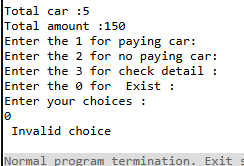 Total car :5
Total amount :150
Enter the 1 for paying car:
Enter the 2 for no paying car:
Enter the 3 for check detail :
Enter the 0 for  Exist :
Enter your choices :
0
 Invalid choice
Normal program termination. Exit s